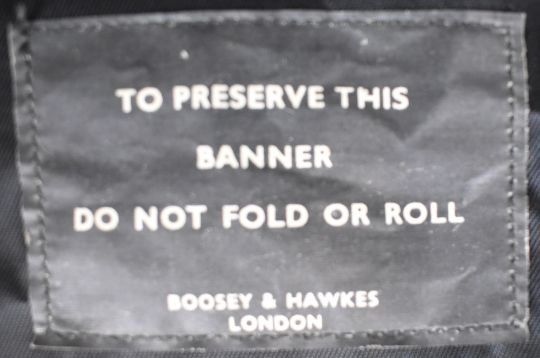 TO PRESERVE THIS
BANNER
DO NOT FOLD OR ROLL
BOOSEY & HAWKES
LONDON